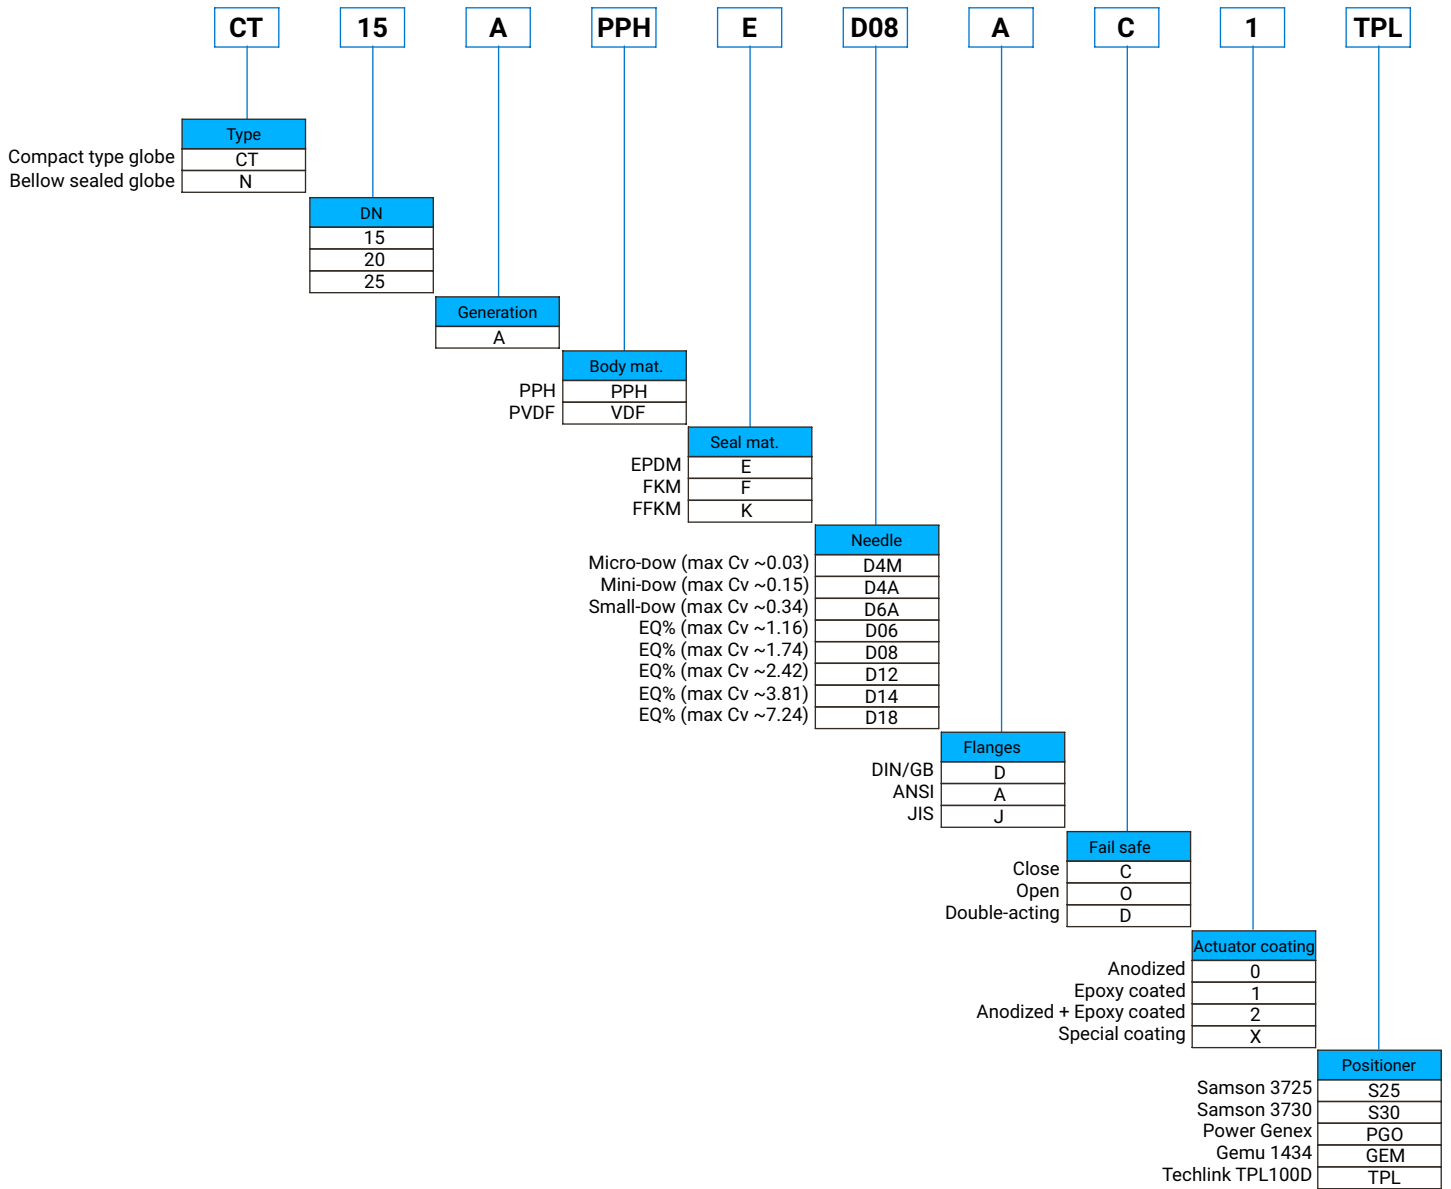 CT 15 A PPH E D08 A C 1 TPL
Type
Compact type globe CT
Bellow sealed globe N
DN
15
20
25
Generation
A
Body mat.
PPH PPH
PVDF VDF
Seal mat.
EPDM E
FKM F
FFKM K
Needle
Micro-ᴅow (max Cv ~0.03) D4M
Mini-ᴅow (max Cv ~0.15) D4A
Small-ᴅow (max Cv ~0.34) D6A
EQ% (max Cv ~1.16) D06
EQ% (max Cv ~1.74) D08
EQ% (max Cv ~2.42) D12
EQ% (max Cv ~3.81) D14
EQ% (max Cv ~7.24) D18
Flanges
DIN/GB D
ANSI A
JIS J
Fail safe
Close C
Open O
Double-acting D
Actuator coating
Anodized 0
Epoxy coated 1
Anodized + Epoxy coated 2
Special coating X
Positioner
Samson 3725 S25
Samson 3730 S30
Power Genex PGO
Gemu 1434 GEM
Techlink TPL100D TPL